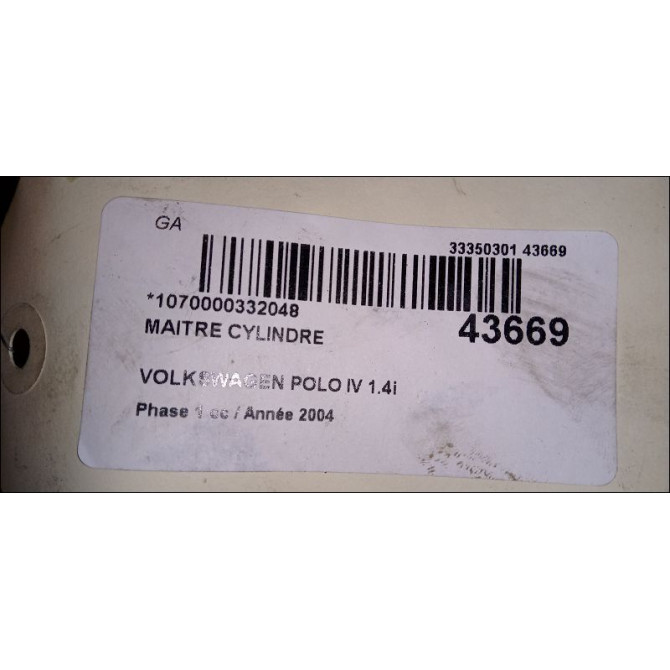 GA
33350301 43669
*1070000332048
43669
MAITRE CYLINDRE
VOLKSWAGEN POLO IV 1.4i
Phase 1 cc / Année 2004